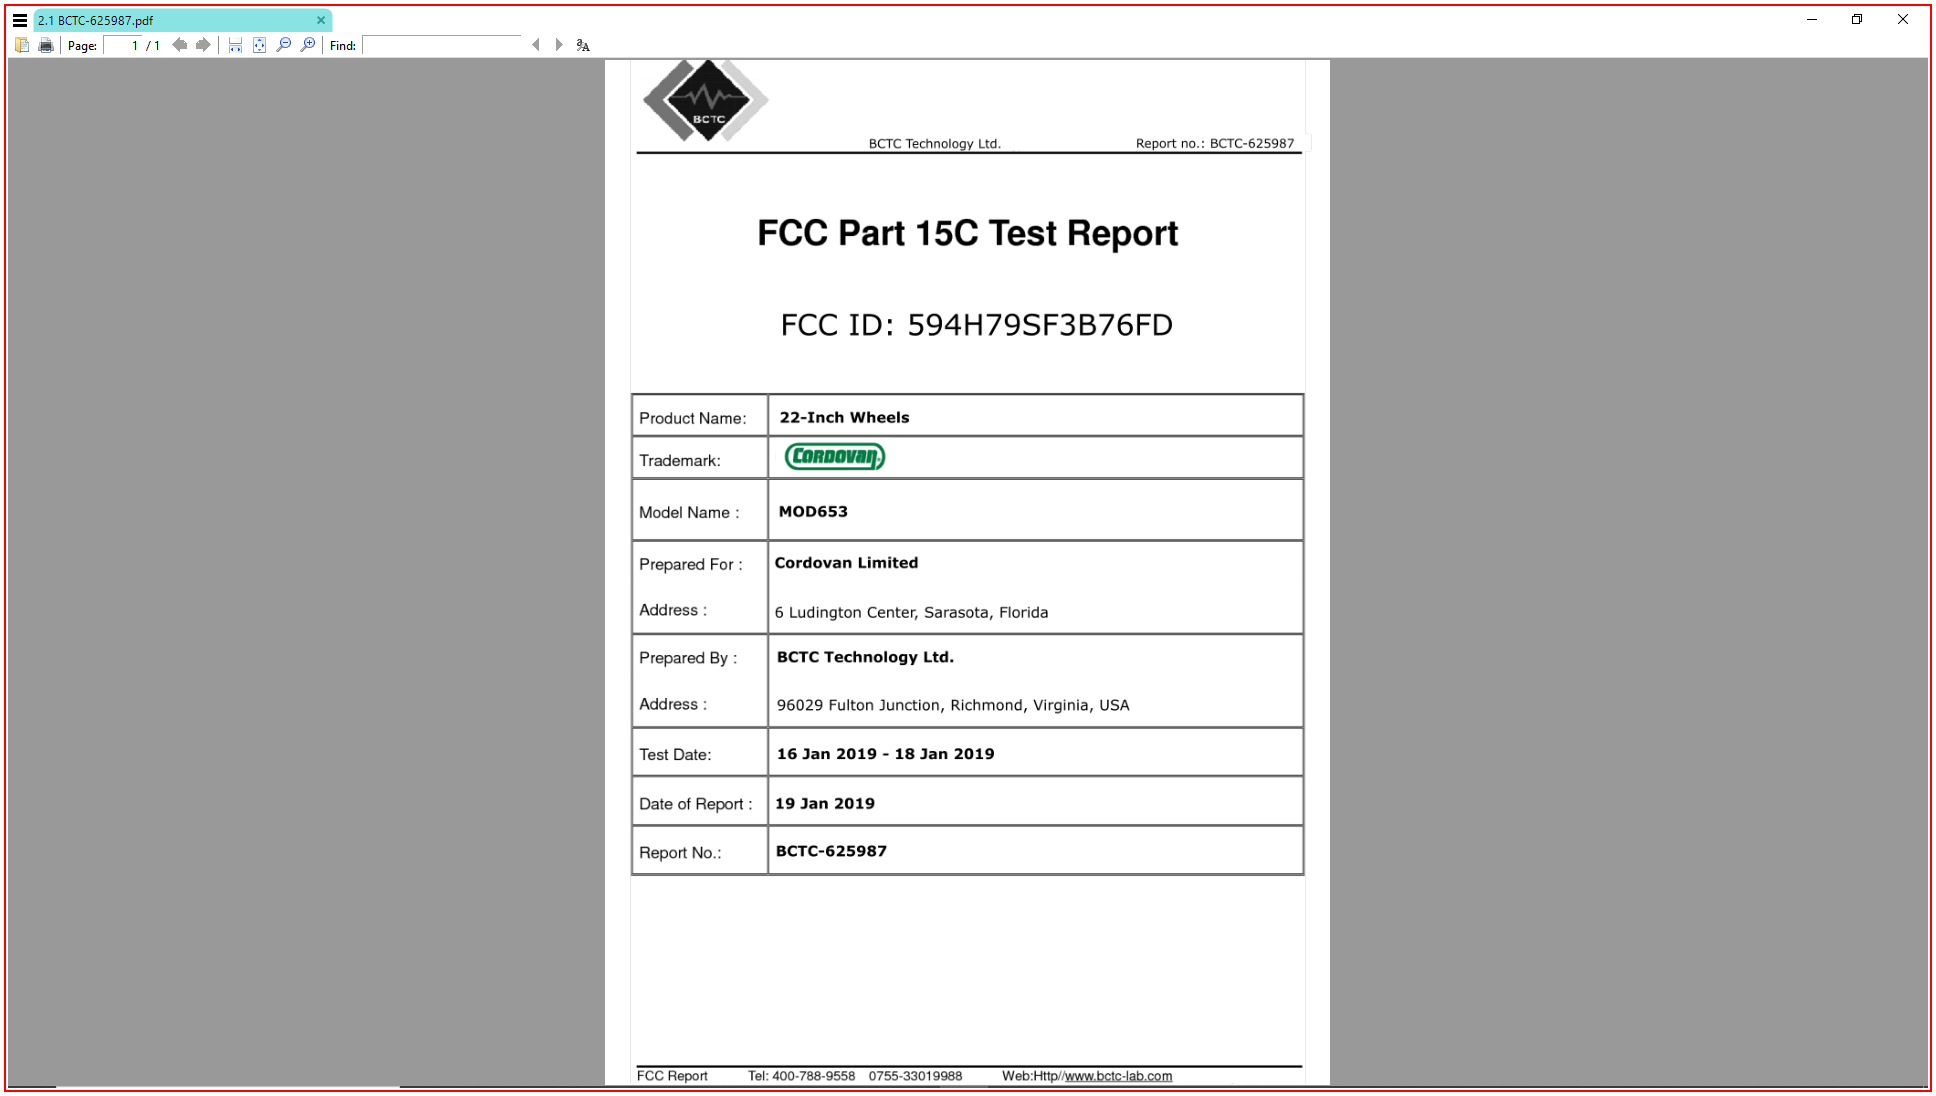 2.1 BCTC-625987.pdf
Page: 1 / 1 Find:
BCTC
BCTC Technology Ltd. Report no.: BCTC-625987
FCC Part 15C Test Report
FCC ID: 594H79SF3B76FD
Product Name: 22-Inch Wheels
Trademark: CORDOVAN
Model Name : MOD653
Prepared For : Cordovan Limited
Address : 6 Ludington Center, Sarasota, Florida
Prepared By : BCTC Technology Ltd.
Address : 96029 Fulton Junction, Richmond, Virginia, USA
Test Date: 16 Jan 2019 - 18 Jan 2019
Date of Report : 19 Jan 2019
Report No.: BCTC-625987
FCC Report Tel: 400-788-9558 0755-33019988 Web:Http//www.bctc-lab.com